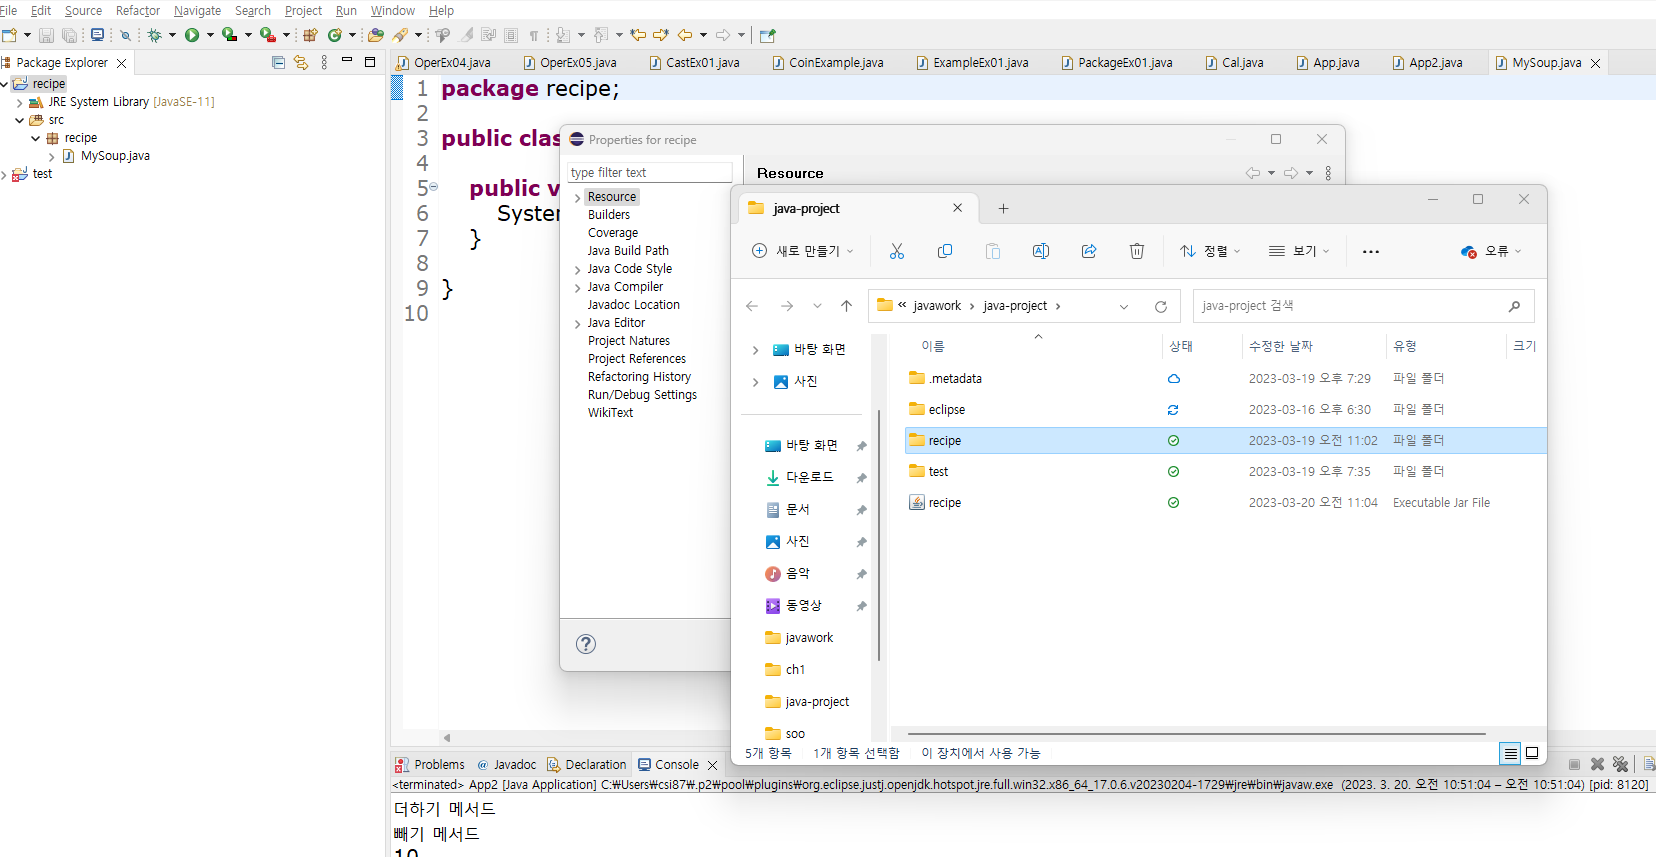 File Edit Source Refactor Navigate Search Project Run Window Help
Package Explorer
recipe
JRE System Library [JavaSE-11]
src
recipe
MySoup.java
test
OperEx04.java OperEx05.java CastEx01.java CoinExample.java ExampleEx01.java PackageEx01.java Cal.java App.java App2.java MySoup.java
1 package recipe;
2
3 public clas
4
5 public v
6 System
7 }
8
9 }
10
Properties for recipe
type filter text
Resource
Resource
Builders
Coverage
Java Build Path
Java Code Style
Java Compiler
Javadoc Location
Java Editor
Project Natures
Project References
Refactoring History
Run/Debug Settings
WikiText
java-project
새로 만들기 정렬 보기 오류
« javawork > java-project >
java-project 검색
바탕 화면
사진
바탕 화면
다운로드
문서
사진
음악
동영상
javawork
ch1
java-project
soo
이름 상태 수정한 날짜 유형 크기
.metadata 2023-03-19 오후 7:29 파일 폴더
eclipse 2023-03-16 오후 6:30 파일 폴더
recipe 2023-03-19 오전 11:02 파일 폴더
test 2023-03-19 오후 7:35 파일 폴더
recipe 2023-03-20 오전 11:04 Executable Jar File
5개 항목 1개 항목 선택함 이 장치에서 사용 가능
Problems @ Javadoc Declaration Console
<terminated> App2 [Java Application] C:₩Users₩csi87₩.p2₩pool₩plugins₩org.eclipse.justj.openjdk.hotspot.jre.full.win32.x86_64_17.0.6.v20230204-1729₩jre₩bin₩javaw.exe (2023. 3. 20. 오전 10:51:04 – 오전 10:51:04) [pid: 8120]
더하기 메서드
빼기 메서드
10